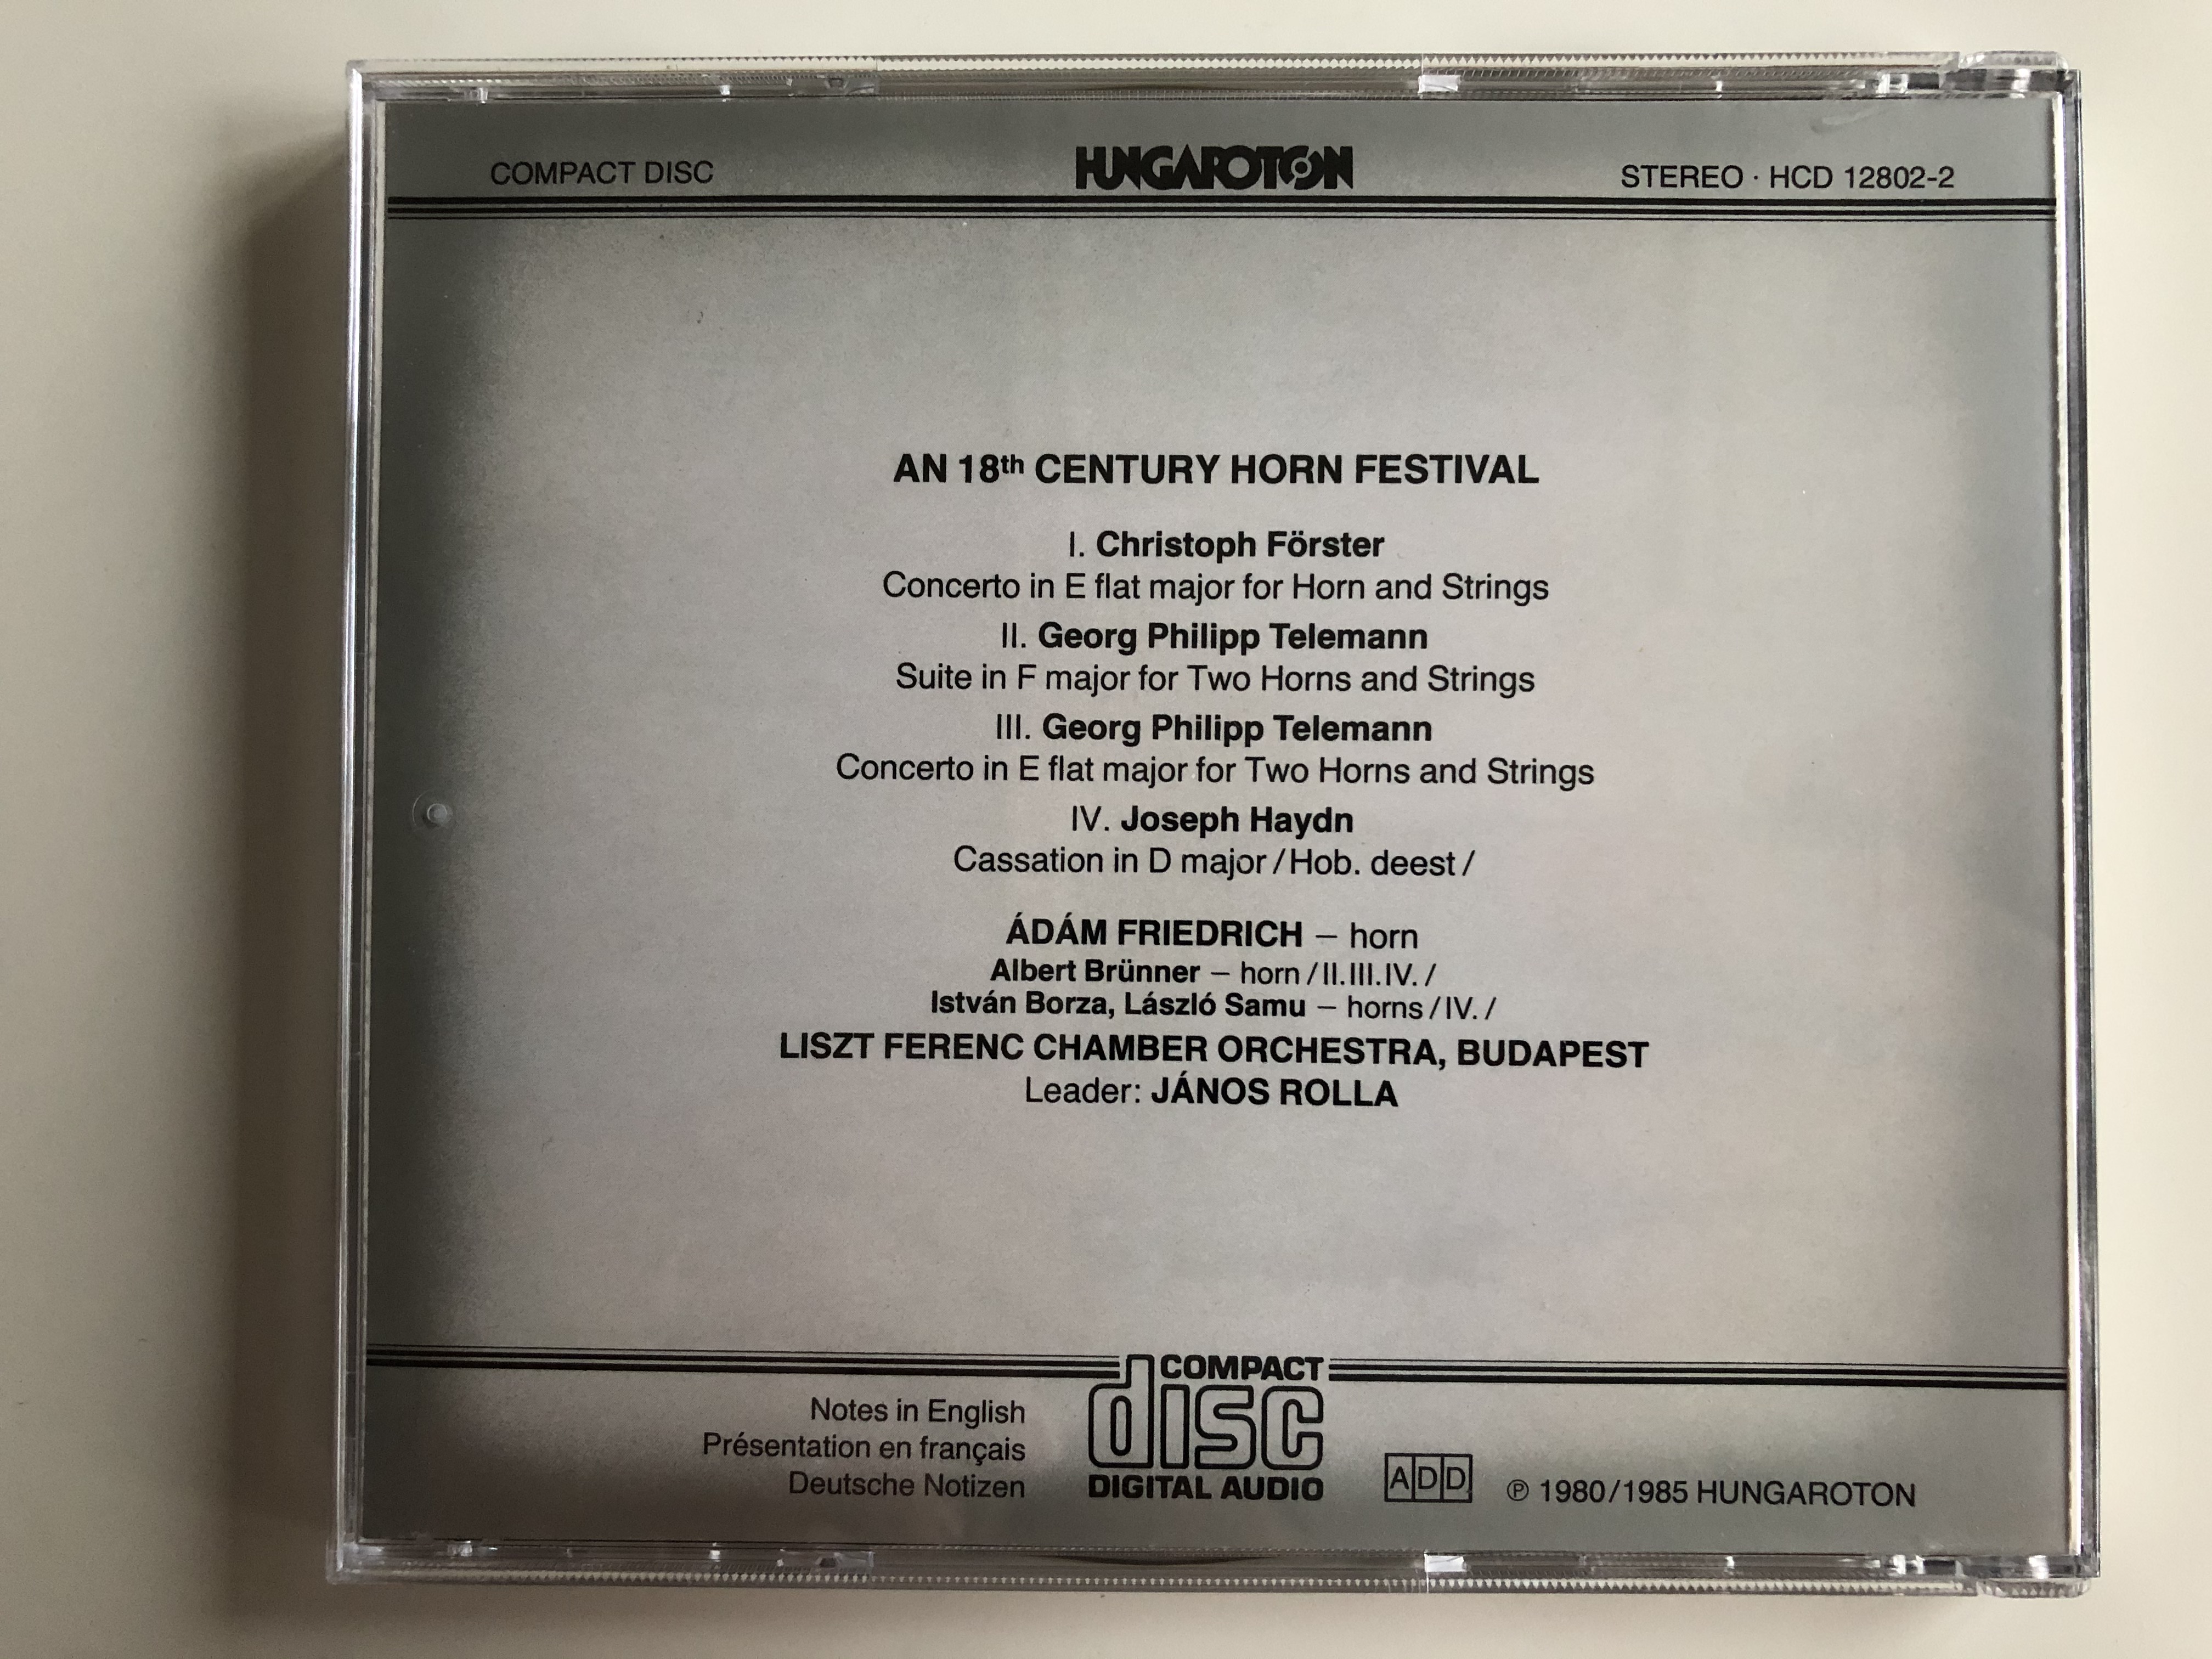 COMPACT DISC
HUNGAROTON
STEREO · HCD 12802-2
AN 18th CENTURY HORN FESTIVAL
I. Christoph Förster
Concerto in E flat major for Horn and Strings
II. Georg Philipp Telemann
Suite in F major for Two Horns and Strings
III. Georg Philipp Telemann
Concerto in E flat major for Two Horns and Strings
IV. Joseph Haydn
Cassation in D major /Hob. deest/
ÁDÁM FRIEDRICH – horn
Albert Brünner – horn /II.III.IV./
István Borza, László Samu – horns /IV./
LISZT FERENC CHAMBER ORCHESTRA, BUDAPEST
Leader: JÁNOS ROLLA
Notes in English
Présentation en français
Deutsche Notizen
COMPACT
disc
DIGITAL AUDIO
ADD
℗ 1980/1985 HUNGAROTON